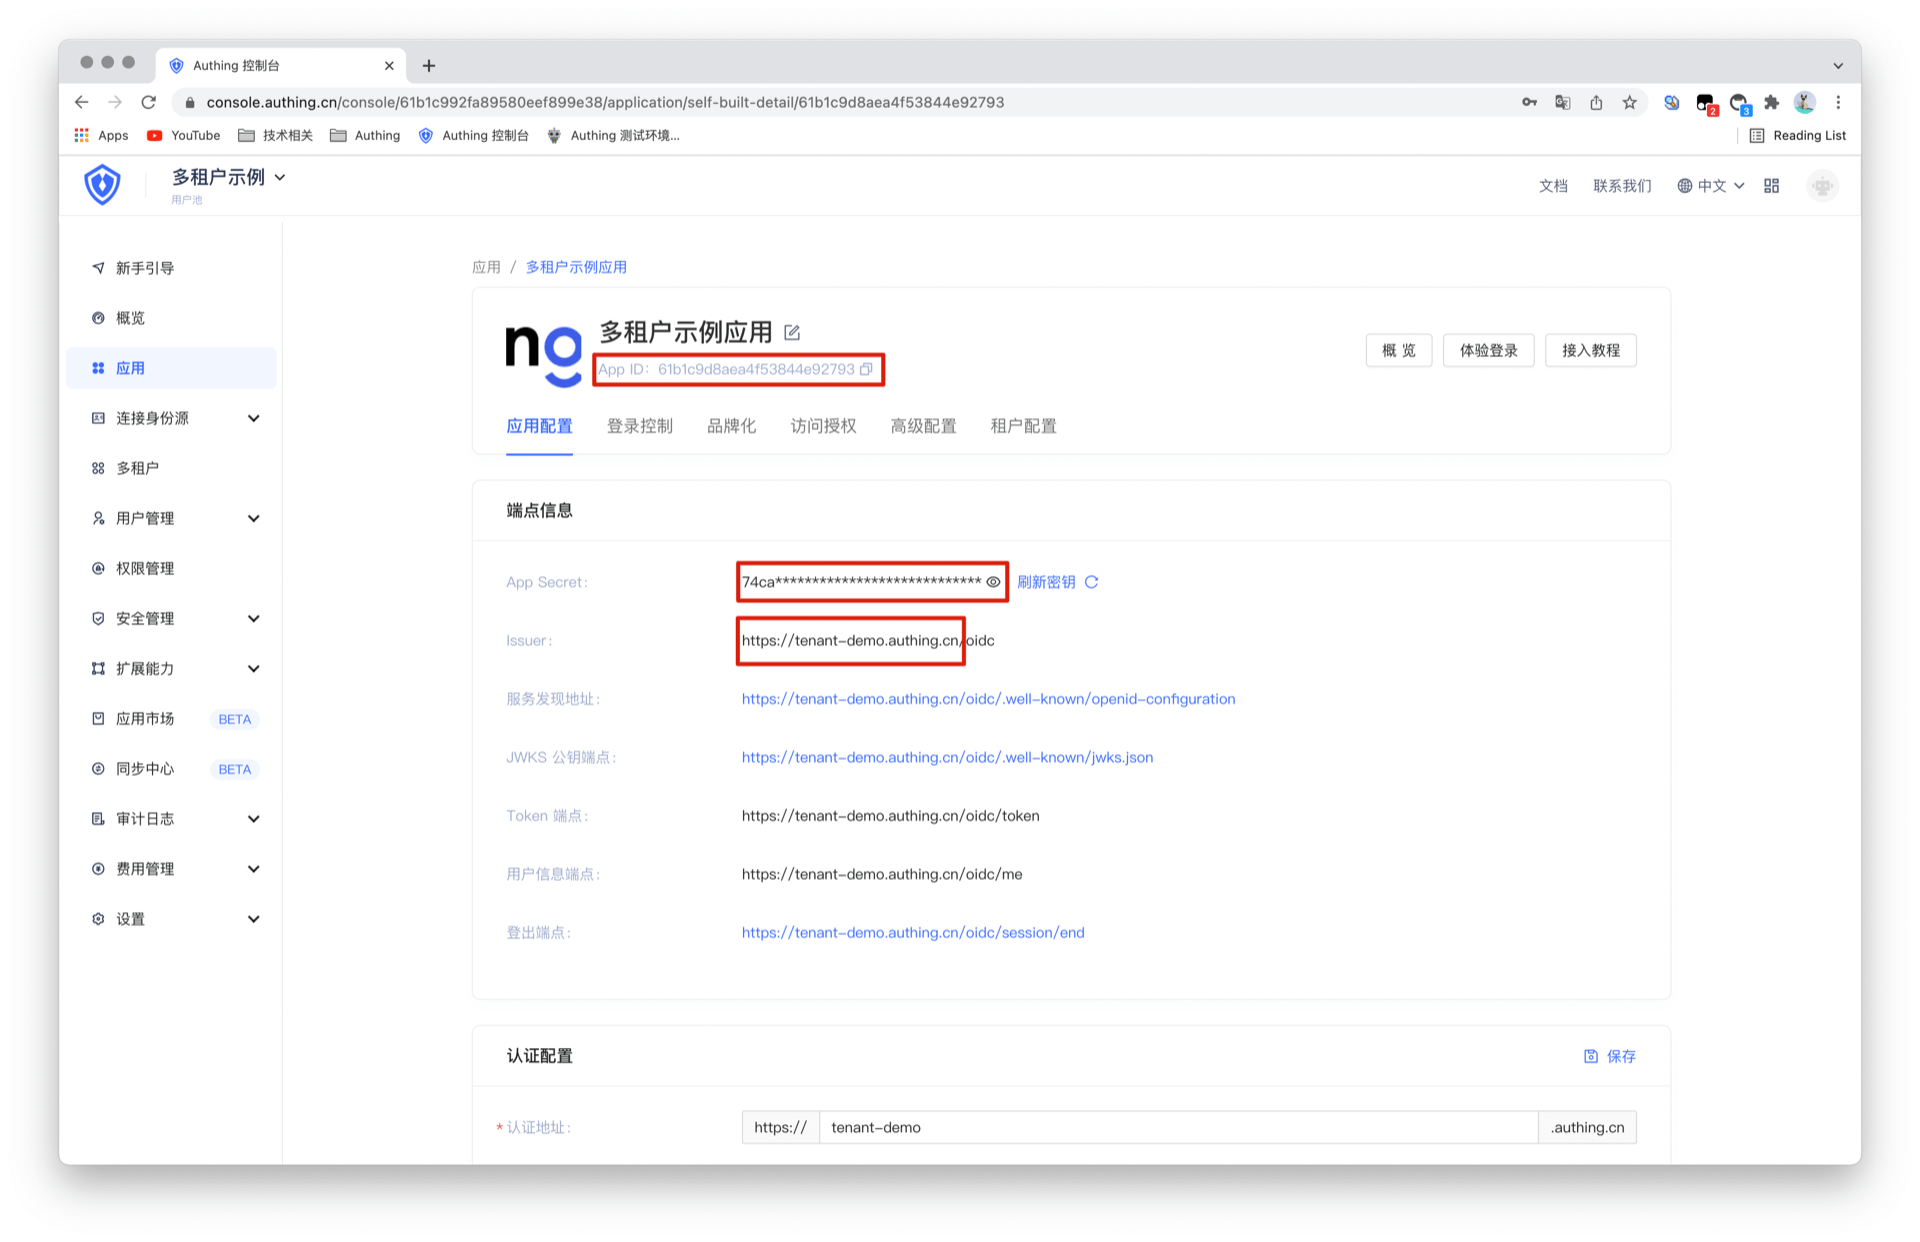 Authing 控制台
console.authing.cn/console/61b1c992fa89580eef899e38/application/self-built-detail/61b1c9d8aea4f53844e92793
2
3
Apps YouTube 技术相关 Authing Authing 控制台 Authing 测试环境... Reading List
多租户示例
用户池
文档 联系我们 中文
新手引导
概览
应用
连接身份源
多租户
用户管理
权限管理
安全管理
扩展能力
应用市场 BETA
同步中心 BETA
审计日志
费用管理
设置
应用 / 多租户示例应用
ng
多租户示例应用
App ID: 61b1c9d8aea4f53844e92793
概 览 体验登录 接入教程
应用配置 登录控制 品牌化 访问授权 高级配置 租户配置
端点信息
App Secret: 74ca**************************** 刷新密钥
Issuer: https://tenant-demo.authing.cn/oidc
服务发现地址: https://tenant-demo.authing.cn/oidc/.well-known/openid-configuration
JWKS 公钥端点: https://tenant-demo.authing.cn/oidc/.well-known/jwks.json
Token 端点: https://tenant-demo.authing.cn/oidc/token
用户信息端点: https://tenant-demo.authing.cn/oidc/me
登出端点: https://tenant-demo.authing.cn/oidc/session/end
认证配置
保存
* 认证地址: https:// tenant-demo .authing.cn